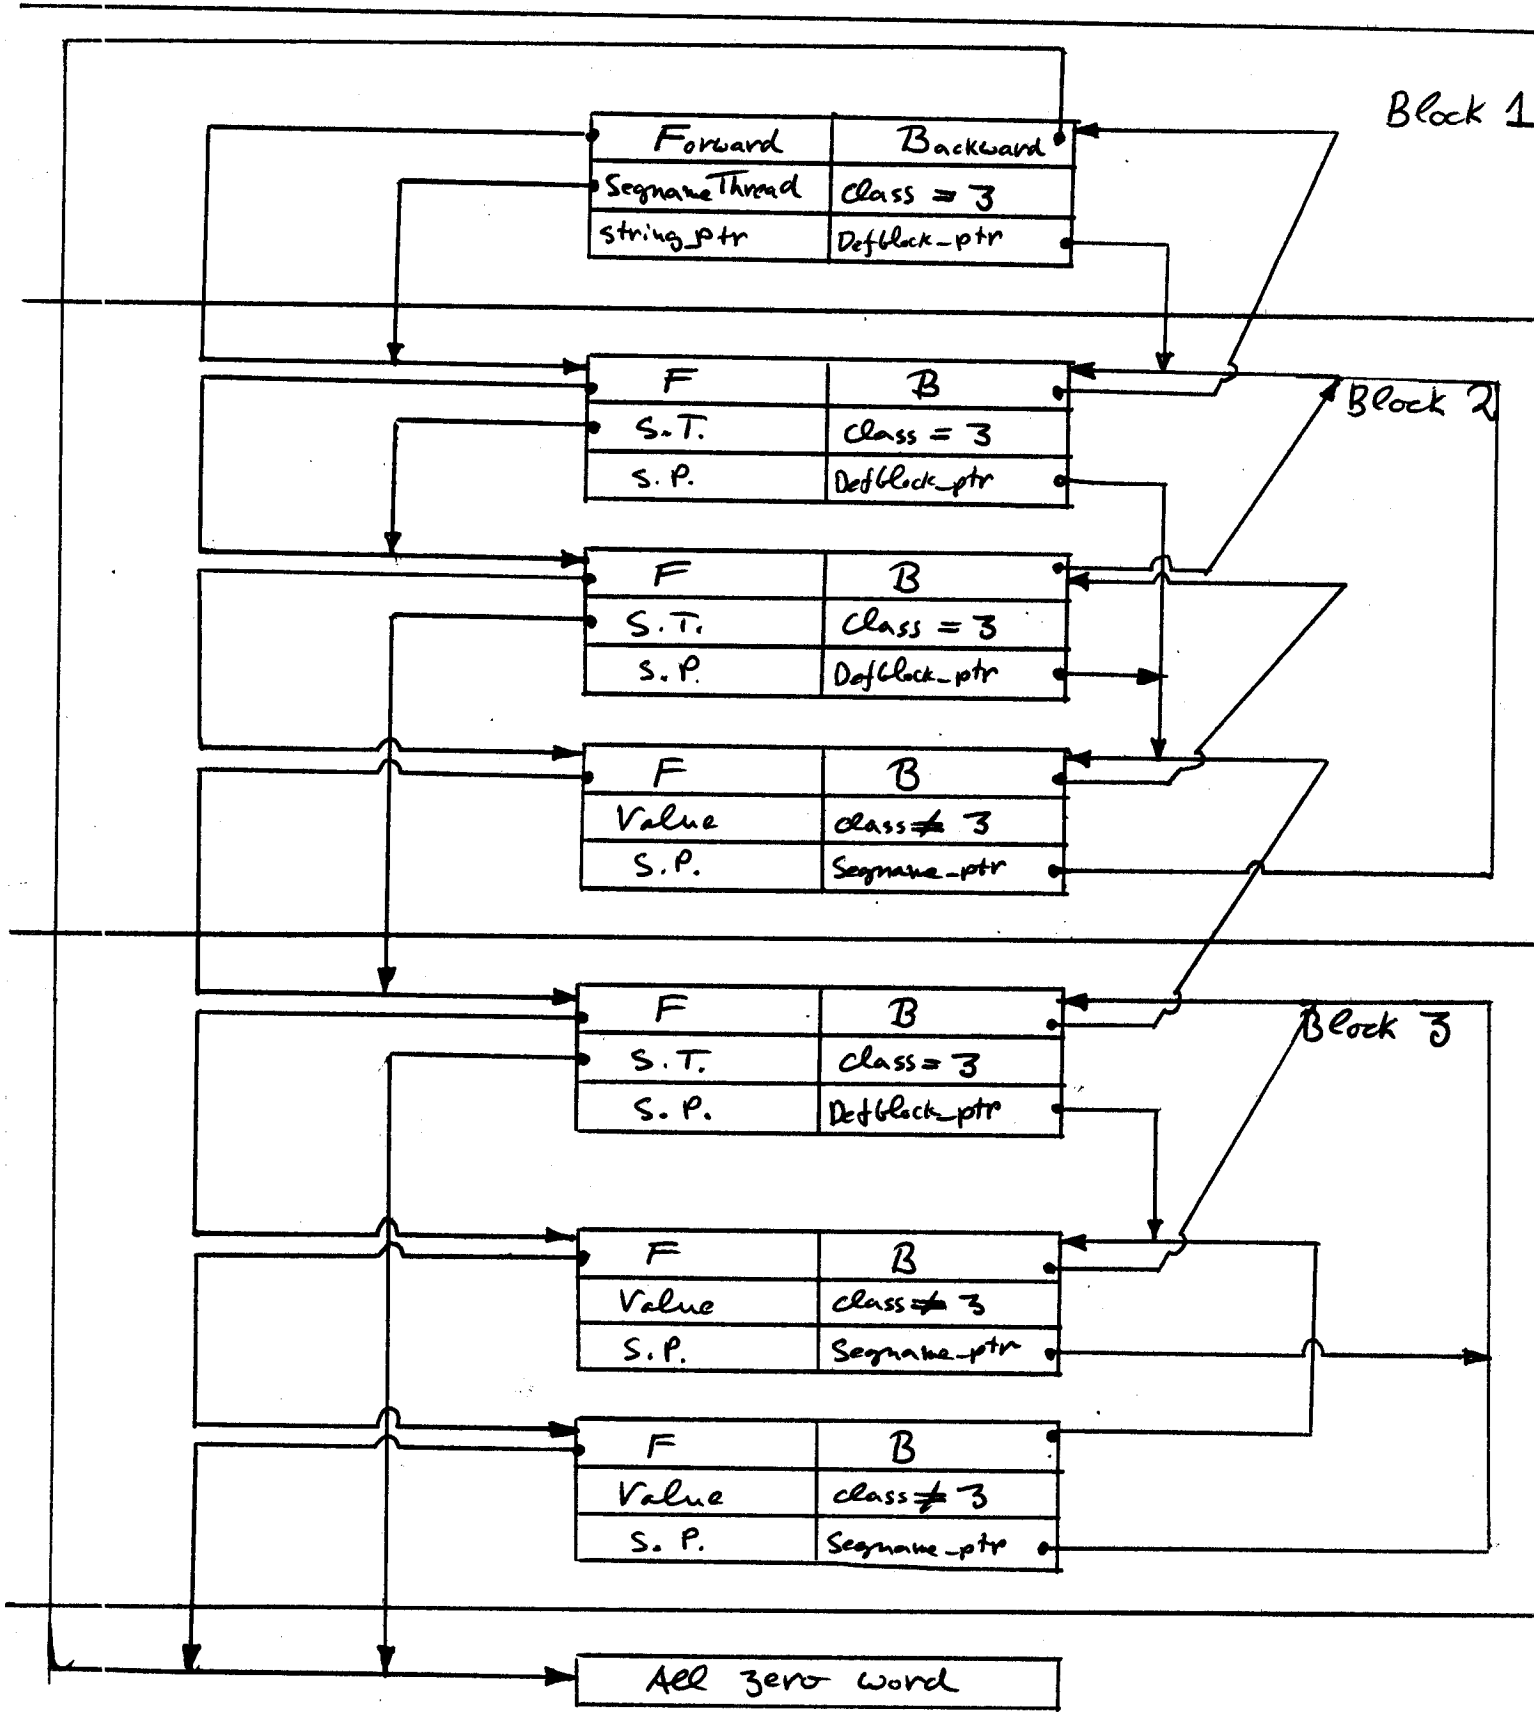 Block 1
Forward Backward
Segname Thread class = 3
string_ptr Defblock_ptr
F B
Block 2
S.T. class = 3
S.P. Defblock_ptr
F B
S.T. class = 3
S.P. Defblock_ptr
F B
Value class ≠ 3
S.P. Segname_ptr
F B
Block 3
S.T. class = 3
S.P. Defblock_ptr
F B
Value class ≠ 3
S.P. Segname_ptr
F B
Value class ≠ 3
S.P. Segname_ptr
All zero word